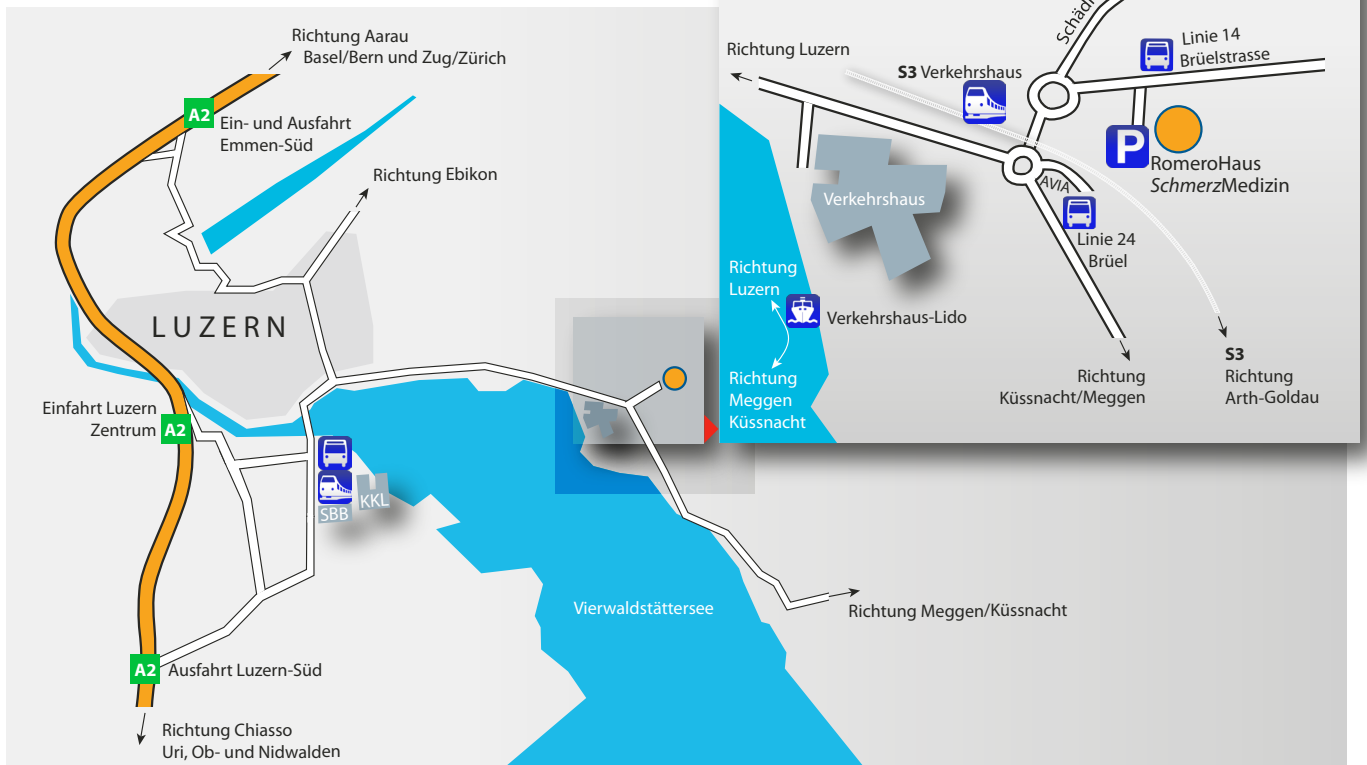 Richtung Aarau
Basel/Bern und Zug/Zürich
A2
Ein- und Ausfahrt
Emmen-Süd
Richtung Ebikon
LUZERN
Einfahrt Luzern
Zentrum
A2
SBB
KKL
Vierwaldstättersee
Richtung Meggen/Küssnacht
A2
Ausfahrt Luzern-Süd
Richtung Chiasso
Uri, Ob- und Nidwalden
Richtung Luzern
S3 Verkehrshaus
Linie 14
Brüelstrasse
P
RomeroHaus
SchmerzMedizin
Verkehrshaus
AVIA
Linie 24
Brüel
Richtung
Luzern
Verkehrshaus-Lido
Richtung
Meggen
Küssnacht
Richtung
Küssnacht/Meggen
S3
Richtung
Arth-Goldau